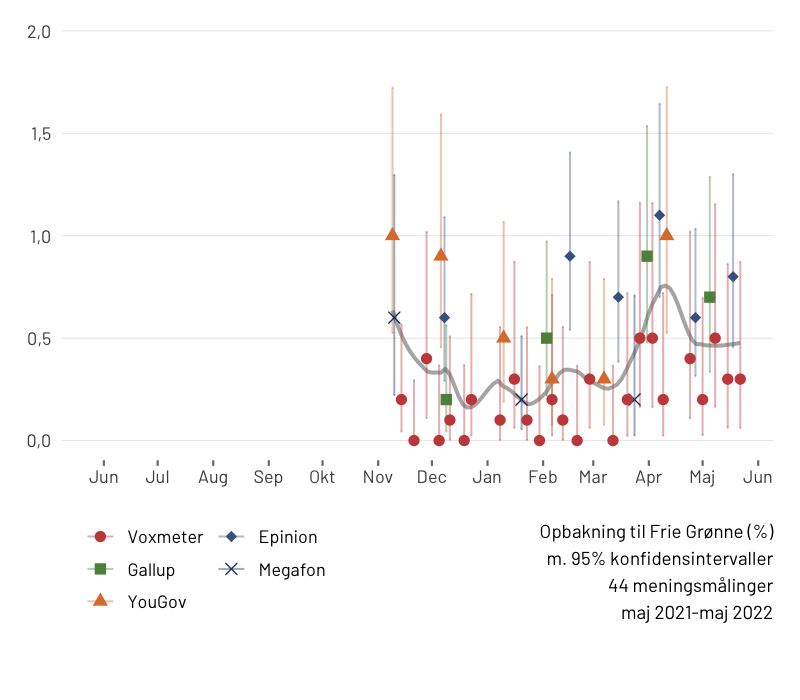 2,0
1,5
1,0
0,5
0,0
Jun Jul Aug Sep Okt Nov Dec Jan Feb Mar Apr Maj Jun
Voxmeter Epinion
Gallup Megafon
YouGov
Opbakning til Frie Grønne (%)
m. 95% konfidensintervaller
44 meningsmålinger
maj 2021-maj 2022